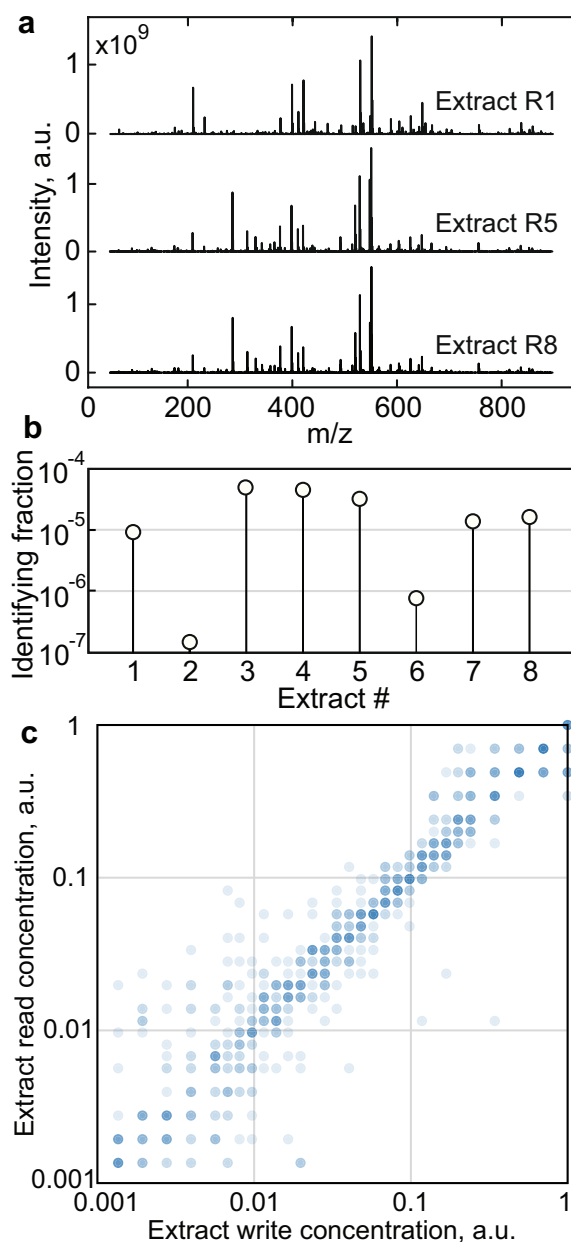 a
x10⁹
1
0
Extract R1
Intensity, a.u.
1
0
Extract R5
1
0
Extract R8
0 200 400 600 800
m/z
b
Identifying fraction
10⁻⁴
10⁻⁵
10⁻⁶
10⁻⁷
1 2 3 4 5 6 7 8
Extract #
c
Extract read concentration, a.u.
1
0.1
0.01
0.001
0.001 0.01 0.1 1
Extract write concentration, a.u.